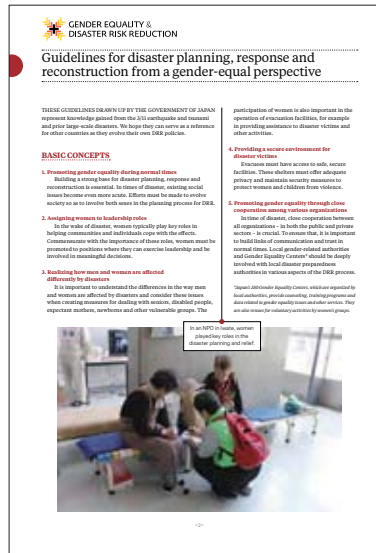 GENDER EQUALITY &
DISASTER RISK REDUCTION
Guidelines for disaster planning, response and
reconstruction from a gender-equal perspective
THESE GUIDELINES DRAWN UP BY THE GOVERNMENT OF JAPAN
represent knowledge gained from the 3/11 earthquake and tsunami
and prior large-scale disasters. We hope they can serve as a reference
for other countries as they evolve their own DRR policies.
BASIC CONCEPTS
1. Promoting gender equality during normal times
Building a strong base for disaster planning, response and
reconstruction is essential. In times of disaster, existing social
issues become even more acute. Efforts must be made to evolve
society so as to involve both sexes in the planning process for DRR.
2. Assigning women to leadership roles
In the wake of disaster, women typically play key roles in
helping communities and individuals cope with the effects.
Commensurate with the importance of these roles, women must be
promoted to positions where they can exercise leadership and be
involved in meaningful decisions.
3. Realizing how men and women are affected
differently by disasters
It is important to understand the differences in the way men
and women are affected by disasters and consider these issues
when creating measures for dealing with seniors, disabled people,
expectant mothers, newborns and other vulnerable groups. The
participation of women is also important in the
operation of evacuation facilities, for example
in providing assistance to disaster victims and
other activities.
4. Providing a secure environment for
disaster victims
Evacuees must have access to safe, secure
facilities. These shelters must offer adequate
privacy and maintain security measures to
protect women and children from violence.
5. Promoting gender equality through close
cooperation among various organizations
In time of disaster, close cooperation between
all organizations – in both the public and private
sectors – is crucial. To ensure that, it is important
to build links of communication and trust in
normal times. Local gender-related authorities
and Gender Equality Centers* should be deeply
involved with local disaster preparedness
authorities in various aspects of the DRR process.
*Japan's 380 Gender Equality Centers, which are organized by
local authorities, provide counseling, training programs and
data related to gender equality issues and other services. They
are also venues for voluntary activities by women's groups.
In an NPO in Iwate, women
played key roles in the
disaster planning and relief.
-2-